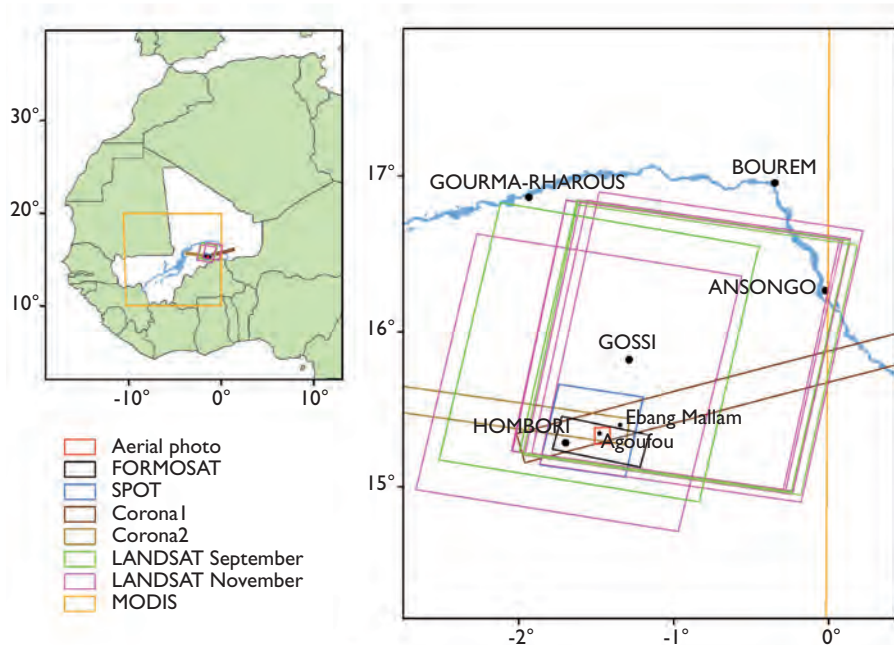 30°
20°
10°
-10°
0°
10°
Aerial photo
FORMOSAT
SPOT
Corona1
Corona2
LANDSAT September
LANDSAT November
MODIS
17°
16°
15°
-2°
-1°
0°
GOURMA-RHAROUS
BOUREM
ANSONGO
GOSSI
Ebang Mallam
HOMBORI
Agoufou